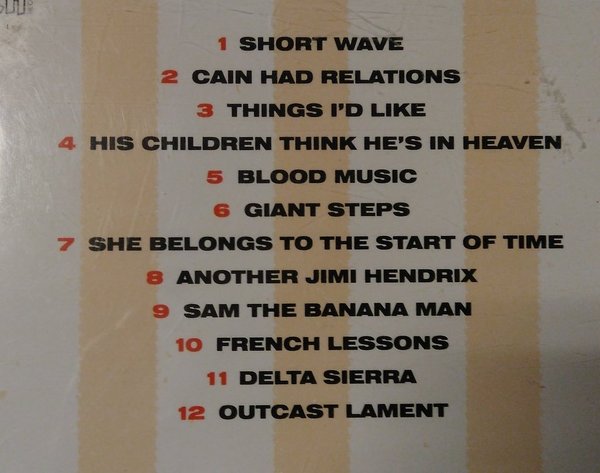 1 SHORT WAVE
2 CAIN HAD RELATIONS
3 THINGS I'D LIKE
4 HIS CHILDREN THINK HE'S IN HEAVEN
5 BLOOD MUSIC
6 GIANT STEPS
7 SHE BELONGS TO THE START OF TIME
8 ANOTHER JIMI HENDRIX
9 SAM THE BANANA MAN
10 FRENCH LESSONS
11 DELTA SIERRA
12 OUTCAST LAMENT